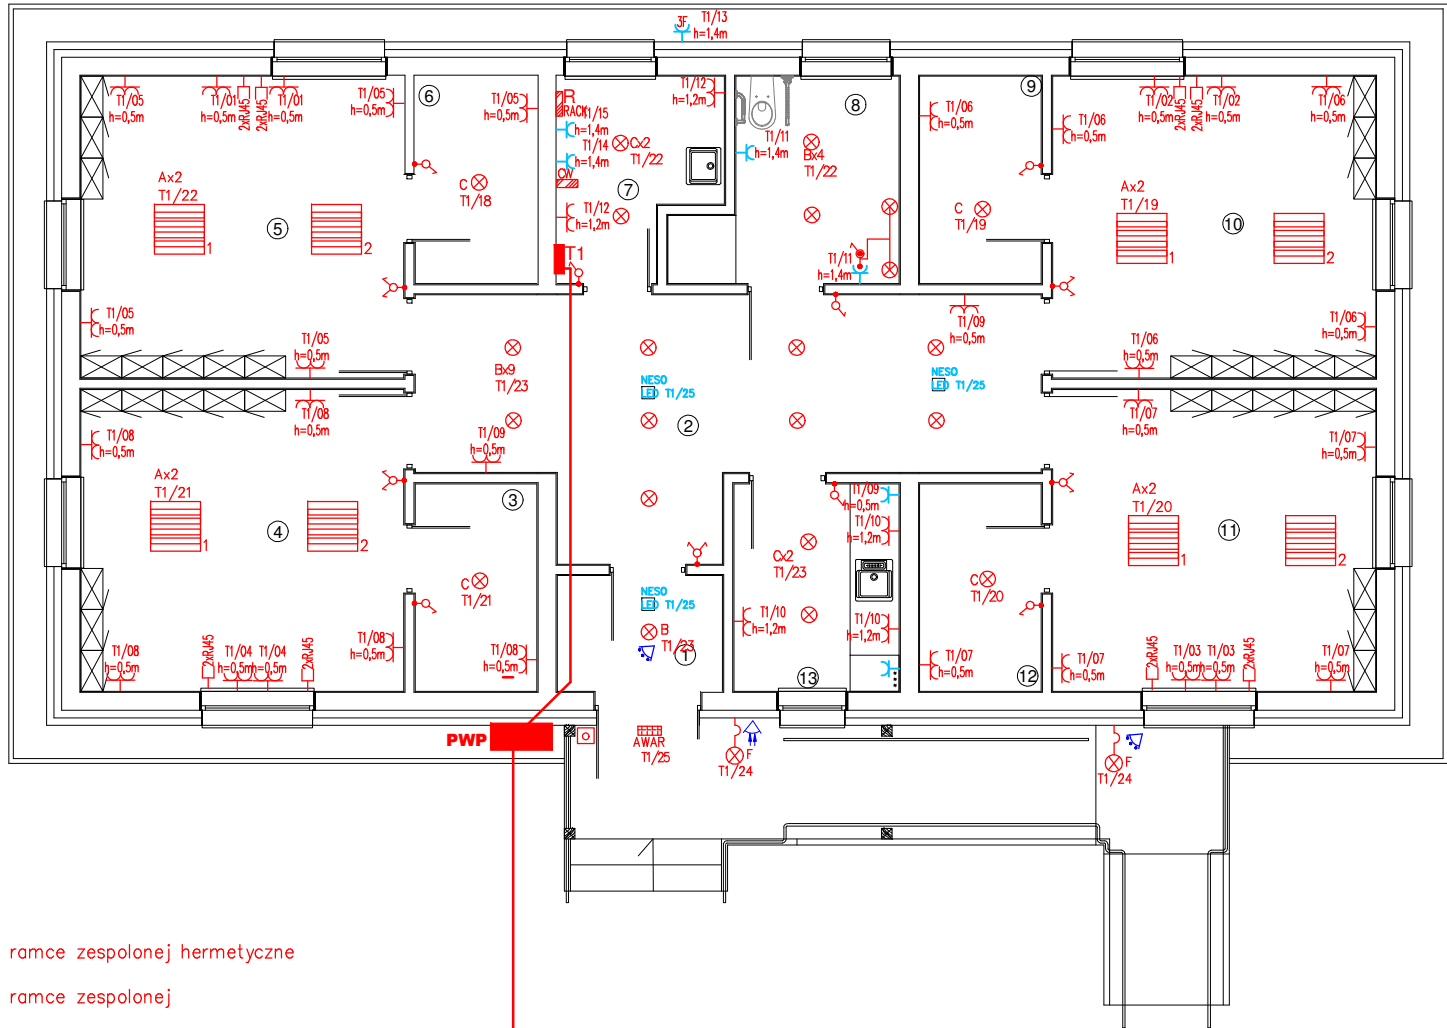 3F
T1/13
h=1,4m
T1/05
h=0,5m
T1/01
h=0,5m
2xRJ45
2xRJ45
T1/01
h=0,5m
T1/05
h=0,5m
6
T1/05
h=0,5m
R
RACK
T1/15
h=1,4m
T1/14
h=1,4m
CW
Cx2
T1/22
T1/12
h=1,2m
7
T1/12
h=1,2m
T1
8
T1/11
h=1,4m
Bx4
T1/22
T1/11
h=1,4m
9
T1/06
h=0,5m
T1/06
h=0,5m
T1/02
h=0,5m
2xRJ45
2xRJ45
T1/02
h=0,5m
T1/06
h=0,5m
Ax2
T1/22
1
2
5
C
T1/18
C
T1/19
Ax2
T1/19
1
2
10
T1/05
h=0,5m
T1/05
h=0,5m
T1/09
h=0,5m
T1/06
h=0,5m
T1/06
h=0,5m
Bx9
T1/23
NESO
LED T1/25
NESO
LED T1/25
2
T1/08
h=0,5m
T1/08
h=0,5m
T1/09
h=0,5m
T1/07
h=0,5m
T1/07
h=0,5m
Ax2
T1/21
1
2
4
3
C
T1/21
T1/09
h=0,5m
T1/10
h=1,2m
Cx2
T1/23
T1/10
h=1,2m
T1/10
h=1,2m
13
C
T1/20
Ax2
T1/20
1
2
11
NESO
LED T1/25
B
T1/23
1
T1/08
h=0,5m
2xRJ45
T1/04
h=0,5m
T1/04
h=0,5m
2xRJ45
T1/08
h=0,5m
T1/08
h=0,5m
T1/07
h=0,5m
12
T1/07
h=0,5m
2xRJ45
T1/03
h=0,5m
T1/03
h=0,5m
2xRJ45
T1/07
h=0,5m
PWP
AWAR
T1/25
F
T1/24
F
T1/24
ramce zespolonej hermetyczne
ramce zespolonej